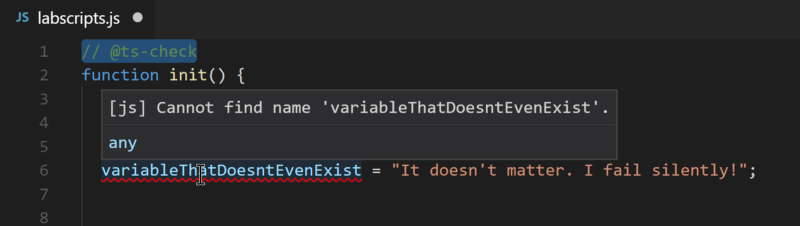 JS labscripts.js
1 // @ts-check
2 function init() {
3
[js] Cannot find name 'variableThatDoesntEvenExist'.
4
any
5
6 variableThatDoesntEvenExist = "It doesn't matter. I fail silently!";
7
8